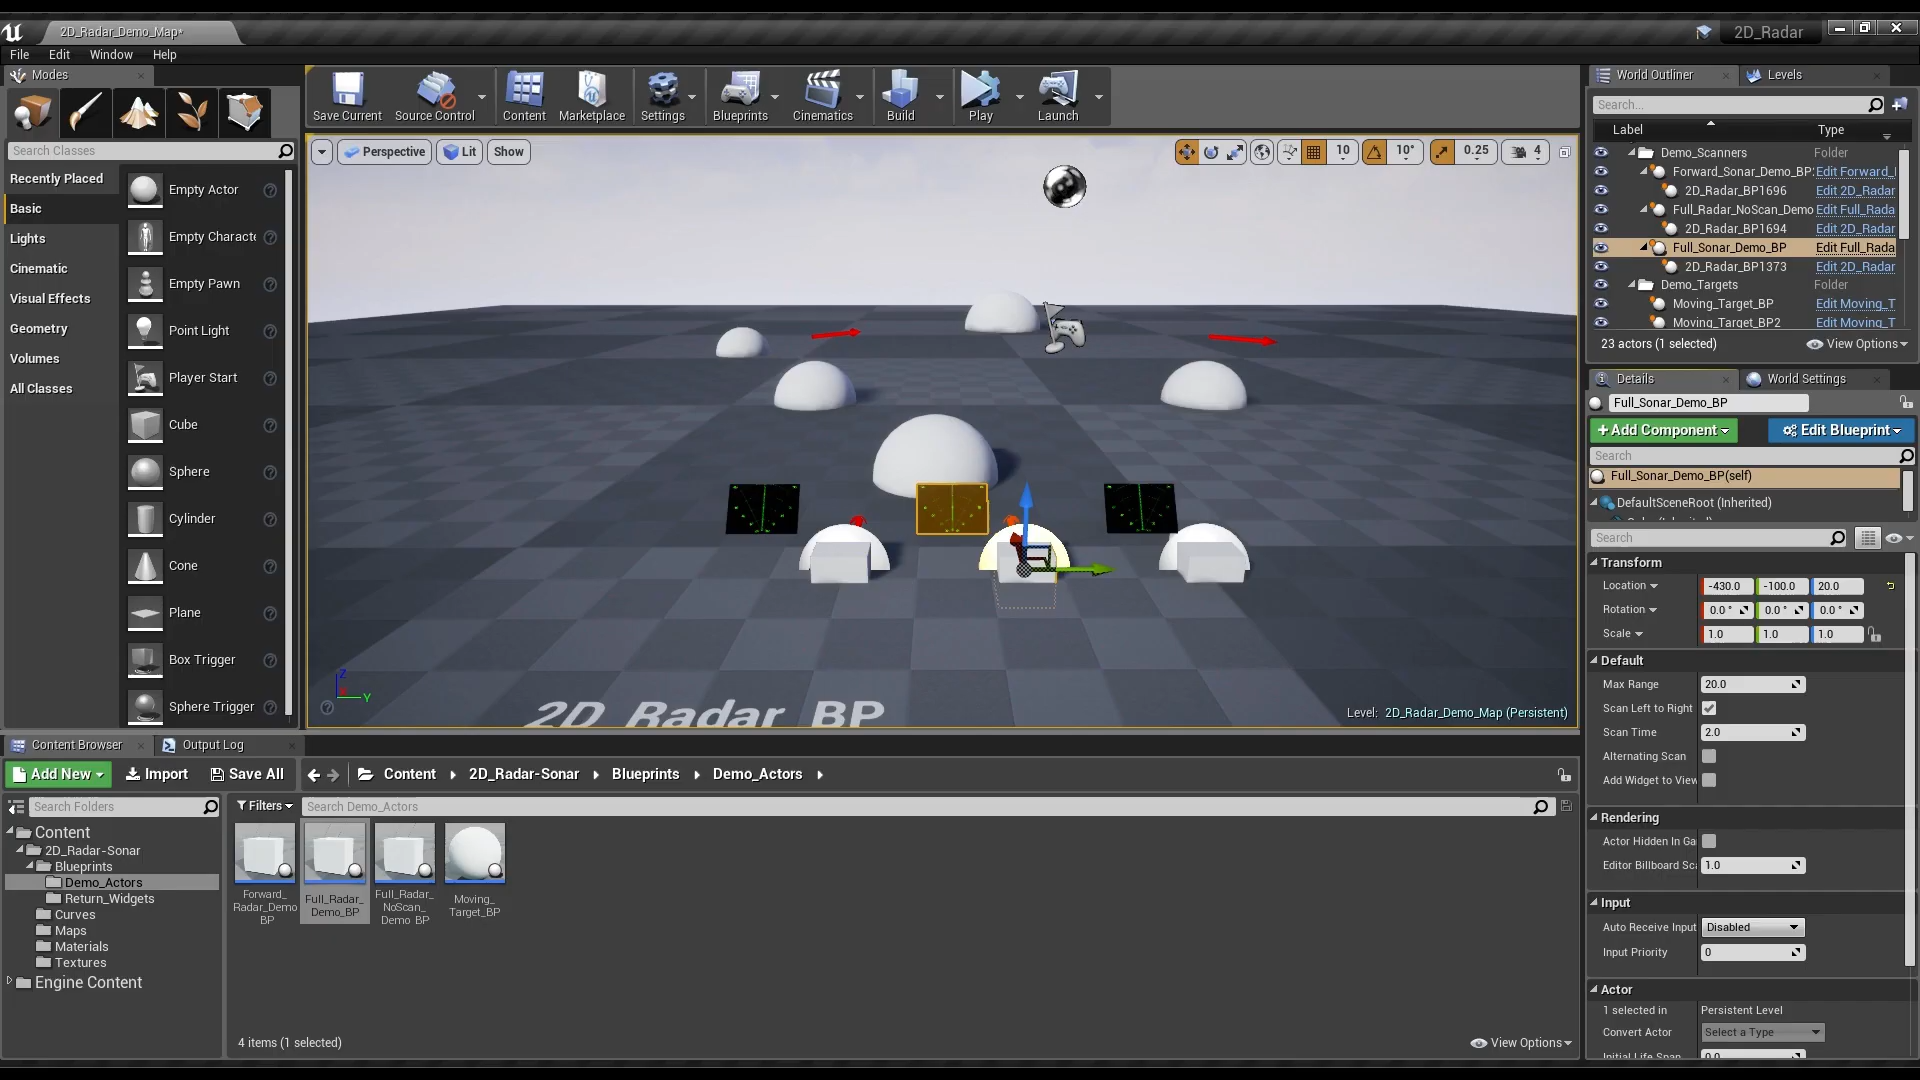 2D_Radar_Demo_Map*
2D_Radar
File Edit Window Help
Modes
Search Classes
Recently Placed
Basic
Lights
Cinematic
Visual Effects
Geometry
Volumes
All Classes
Empty Actor
Empty Characte
Empty Pawn
Point Light
Player Start
Cube
Sphere
Cylinder
Cone
Plane
Box Trigger
Sphere Trigger
Save Current Source Control Content Marketplace Settings Blueprints Cinematics Build Play Launch
Perspective Lit Show
10 10° 0.25 4
2D_Radar_BP
Z
Y
Level: 2D_Radar_Demo_Map (Persistent)
World Outliner Levels
Search...
Label Type
Demo_Scanners Folder
Forward_Sonar_Demo_BP Edit Forward_
2D_Radar_BP1696 Edit 2D_Radar
Full_Radar_NoScan_Demo Edit Full_Rada
2D_Radar_BP1694 Edit 2D_Radar
Full_Sonar_Demo_BP Edit Full_Rada
2D_Radar_BP1373 Edit 2D_Radar
Demo_Targets Folder
Moving_Target_BP Edit Moving_T
Moving_Target_BP2 Edit Moving_T
23 actors (1 selected) View Options
Details World Settings
Full_Sonar_Demo_BP
+Add Component Edit Blueprint
Search
Full_Sonar_Demo_BP(self)
DefaultSceneRoot (Inherited)
Search
Transform
Location -430.0 -100.0 20.0
Rotation 0.0° 0.0° 0.0°
Scale 1.0 1.0 1.0
Default
Max Range 20.0
Scan Left to Right
Scan Time 2.0
Alternating Scan
Add Widget to View
Rendering
Actor Hidden In Ga
Editor Billboard Sca 1.0
Input
Auto Receive Input Disabled
Input Priority 0
Actor
1 selected in Persistent Level
Convert Actor Select a Type
Initial Life Span 0.0
Content Browser Output Log
Add New Import Save All
Content 2D_Radar-Sonar Blueprints Demo_Actors
Search Folders
Filters Search Demo_Actors
Content
2D_Radar-Sonar
Blueprints
Demo_Actors
Return_Widgets
Curves
Maps
Materials
Textures
Engine Content
Forward_
Radar_Demo
BP
Full_Radar_
Demo_BP
Full_Radar_
NoScan_
Demo_BP
Moving_
Target_BP
4 items (1 selected) View Options